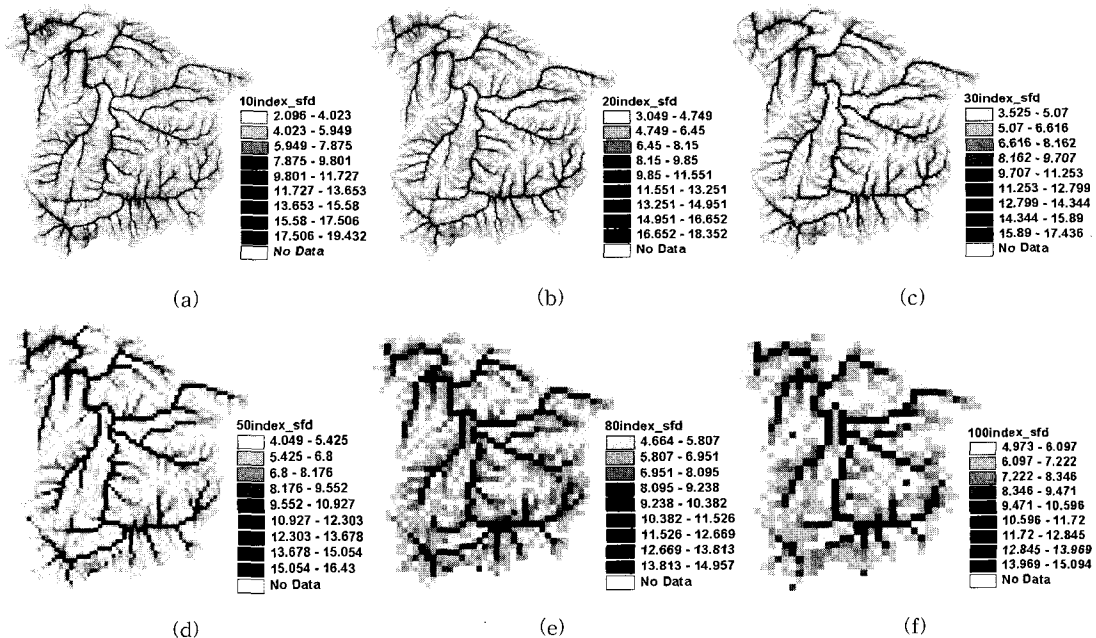 10index_sfd
2.096 - 4.023
4.023 - 5.949
5.949 - 7.875
7.875 - 9.801
9.801 - 11.727
11.727 - 13.653
13.653 - 15.58
15.58 - 17.506
17.506 - 19.432
No Data
(a)
20index_sfd
3.049 - 4.749
4.749 - 6.45
6.45 - 8.15
8.15 - 9.85
9.85 - 11.551
11.551 - 13.251
13.251 - 14.951
14.951 - 16.652
16.652 - 18.352
No Data
(b)
30index_sfd
3.525 - 5.07
5.07 - 6.616
6.616 - 8.162
8.162 - 9.707
9.707 - 11.253
11.253 - 12.799
12.799 - 14.344
14.344 - 15.89
15.89 - 17.436
No Data
(c)
50index_sfd
4.049 - 5.425
5.425 - 6.8
6.8 - 8.176
8.176 - 9.552
9.552 - 10.927
10.927 - 12.303
12.303 - 13.678
13.678 - 15.054
15.054 - 16.43
No Data
(d)
80index_sfd
4.664 - 5.807
5.807 - 6.951
6.951 - 8.095
8.095 - 9.238
9.238 - 10.382
10.382 - 11.526
11.526 - 12.669
12.669 - 13.813
13.813 - 14.957
No Data
(e)
100index_sfd
4.973 - 6.097
6.097 - 7.222
7.222 - 8.346
8.346 - 9.471
9.471 - 10.596
10.596 - 11.72
11.72 - 12.845
12.845 - 13.969
13.969 - 15.094
No Data
(f)